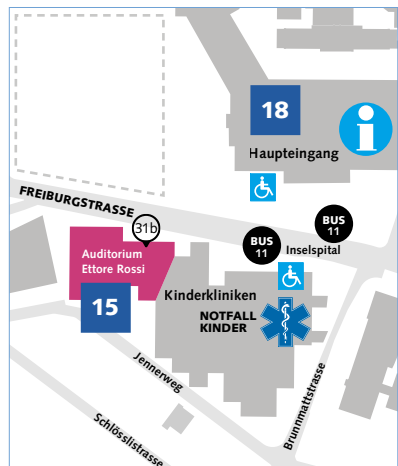 18
Haupteingang
FREIBURGSTRASSE
31b
BUS
11
BUS
11
Inselspital
Auditorium
Ettore Rossi
15
Kinderkliniken
NOTFALL
KINDER
Jennerweg
Brunnmattstrasse
Schlösslistrasse